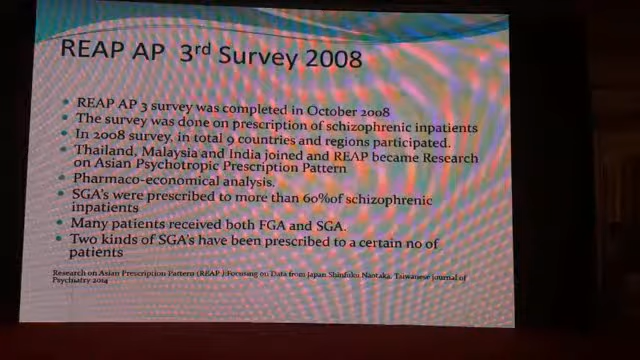 REAP AP 3rd Survey 2008
REAP AP 3 survey was completed in October 2008
The survey was done on prescription of schizophrenic inpatients
In 2008 survey, in total 9 countries and regions participated.
Thailand, Malaysia and India joined and REAP became Research
on Asian Psychotropic Prescription Pattern
Pharmaco-economical analysis.
SGA's were prescribed to more than 60%of schizophrenic
inpatients
Many patients received both FGA and SGA.
Two kinds of SGA's have been prescribed to a certain no of
patients
Research on Asian Prescription Pattern (REAP ):Focusing on Data from Japan Shinfuku Naotaka. Taiwanese Journal of
Psychiatry 2014